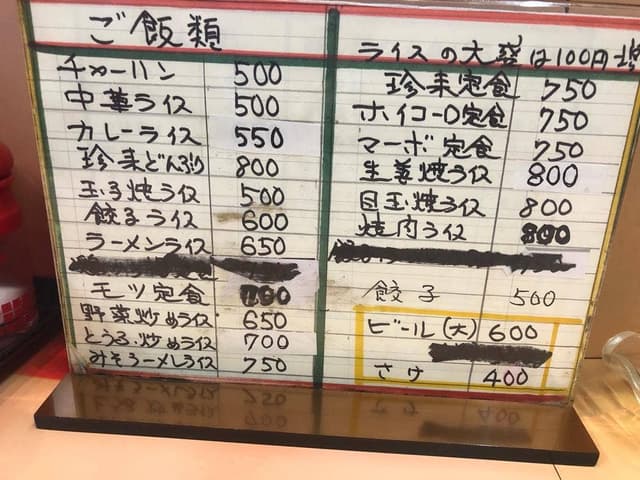 ご飯類
チャーハン 500
中華ライス 500
カレーライス 550
珍来どんぶり 800
玉子焼ライス 500
餃子ライス 600
ラーメンライス 650
モツ定食
野菜炒めライス 650
とうふ炒めライス 700
みそラーメンライス 750
ライスの大盛は100円増
珍来定食 750
ホイコーロ定食 750
マーボ定食 750
生姜焼ライス 800
目玉焼ライス 800
焼肉ライス 800
餃子 500
ビール(大) 600
さけ 400